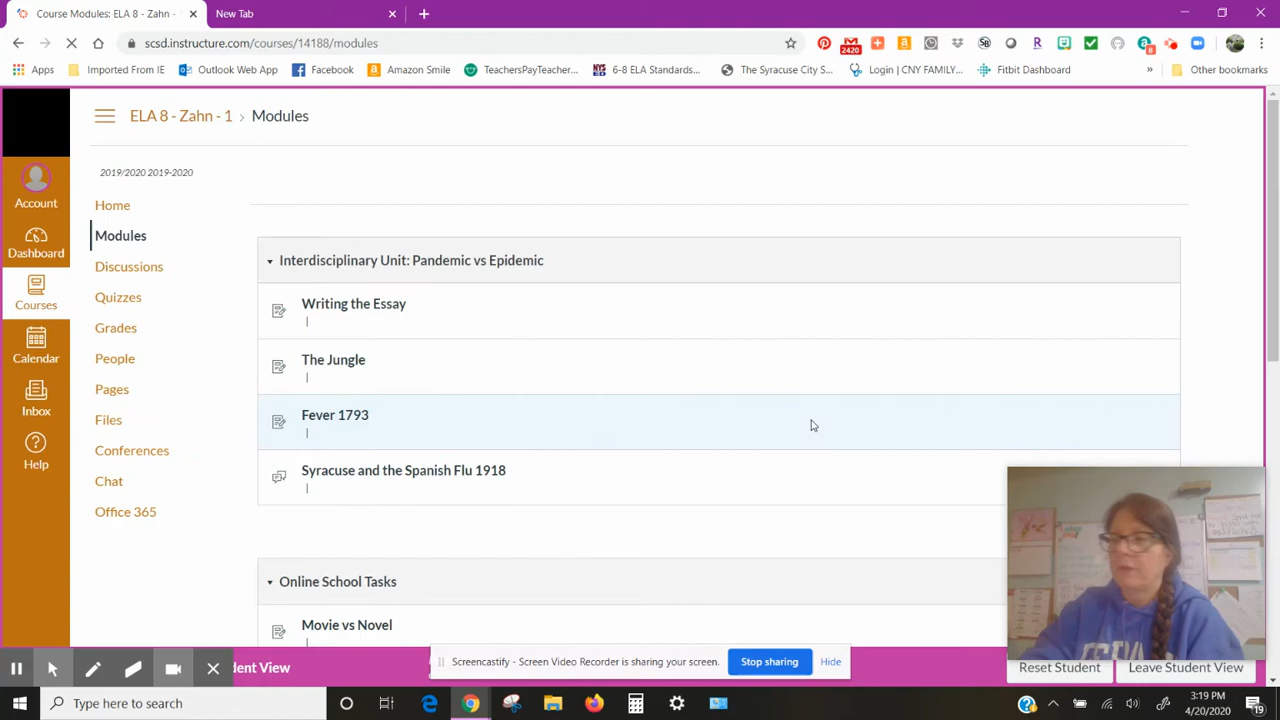 Course Modules: ELA 8 - Zahn -
New Tab
scsd.instructure.com/courses/14188/modules
2420
8
Apps
Imported From IE
Outlook Web App
Facebook
Amazon Smile
TeachersPayTeacher...
NYS
6-8 ELA Standards...
The Syracuse City S...
Login | CNY FAMILY...
Fitbit Dashboard
»
Other bookmarks
ELA 8 - Zahn - 1 › Modules
2019/2020 2019-2020
Account
Dashboard
Courses
Calendar
Inbox
Help
Home
Modules
Discussions
Quizzes
Grades
People
Pages
Files
Conferences
Chat
Office 365
Interdisciplinary Unit: Pandemic vs Epidemic
Writing the Essay
|
The Jungle
|
Fever 1793
|
Syracuse and the Spanish Flu 1918
|
Online School Tasks
Movie vs Novel
dent View
Screencastify - Screen Video Recorder is sharing your screen.
Stop sharing
Hide
Reset Student
Leave Student View
Type here to search
3:19 PM
4/20/2020
19